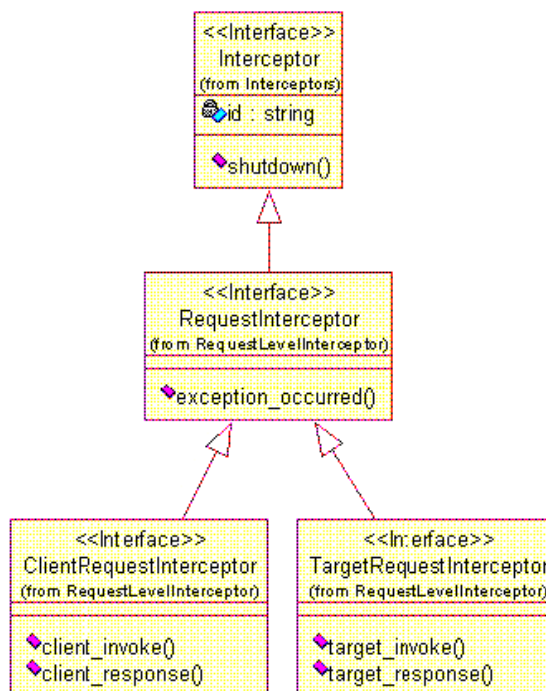 <<Interface>>
Interceptor
(from Interceptors)
id : string
shutdown()
<<Interface>>
RequestInterceptor
(from RequestLevelInterceptor)
exception_occurred()
<<Interface>>
ClientRequestInterceptor
(from RequestLevelInterceptor)
client_invoke()
client_response()
<<In:erface>>
TargetRequestInterceptor
(from RequestLevelInterceptor)
target_invoke()
target_response()